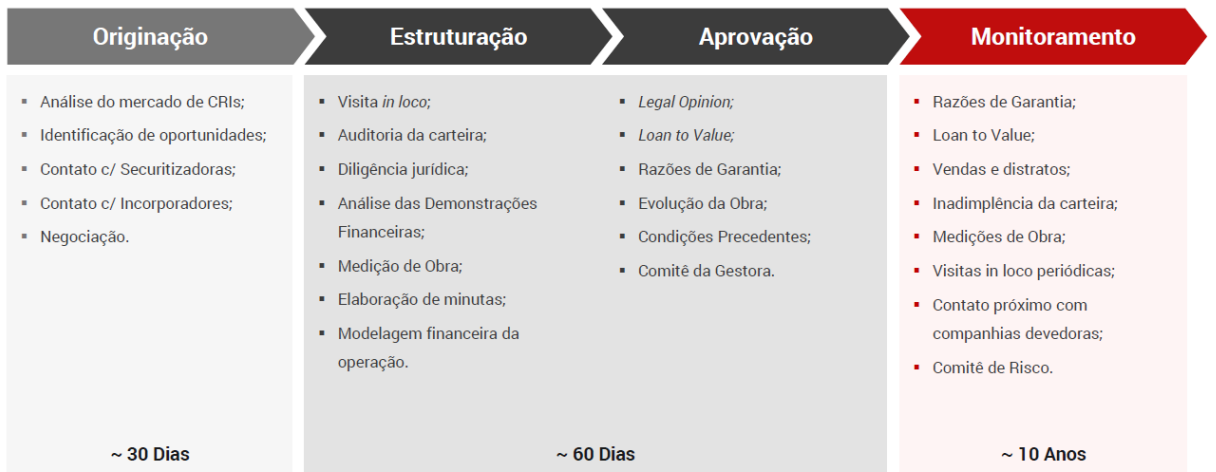 Originação
Estruturação
Aprovação
Monitoramento
▪ Análise do mercado de CRIs;
▪ Identificação de oportunidades;
▪ Contato c/ Securitizadoras;
▪ Contato c/ Incorporadores;
▪ Negociação.
~ 30 Dias
▪ Visita in loco;
▪ Auditoria da carteira;
▪ Diligência jurídica;
▪ Análise das Demonstrações
Financeiras;
▪ Medição de Obra;
▪ Elaboração de minutas;
▪ Modelagem financeira da
operação.
▪ Legal Opinion;
▪ Loan to Value;
▪ Razões de Garantia;
▪ Evolução da Obra;
▪ Condições Precedentes;
▪ Comitê da Gestora.
~ 60 Dias
▪ Razões de Garantia;
▪ Loan to Value;
▪ Vendas e distratos;
▪ Inadimplência da carteira;
▪ Medições de Obra;
▪ Visitas in loco periódicas;
▪ Contato próximo com
companhias devedoras;
▪ Comitê de Risco.
~ 10 Anos